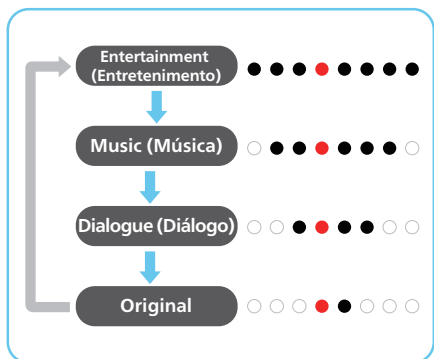 Entertainment
(Entretenimento)
Music (Música)
Dialogue (Diálogo)
Original